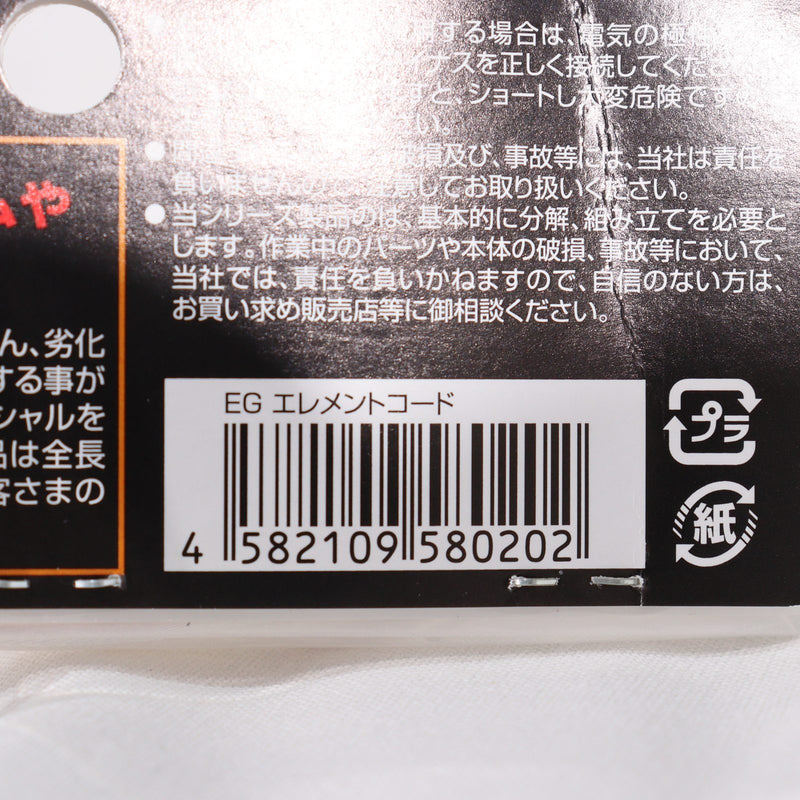 する場合は、電気の極性
ナスを正しく接続してくださ
すと、ショートし大変危険ですの
さい。
破損及び、事故等には、当社は責任を
負いませんの 意してお取り扱いください。
●当シリーズ製品のは、基本的に分解、組み立てを必要と
します。作業中のパーツや本体の破損、事故等において、
当社では、責任を負いかねますので、自信のない方は、
お買い求め販売店等に御相談ください。
や
ん、劣化
する事が
シャルを
品は全長
客さまの
EG エレメントコード
4 582109 580202
プラ
紙